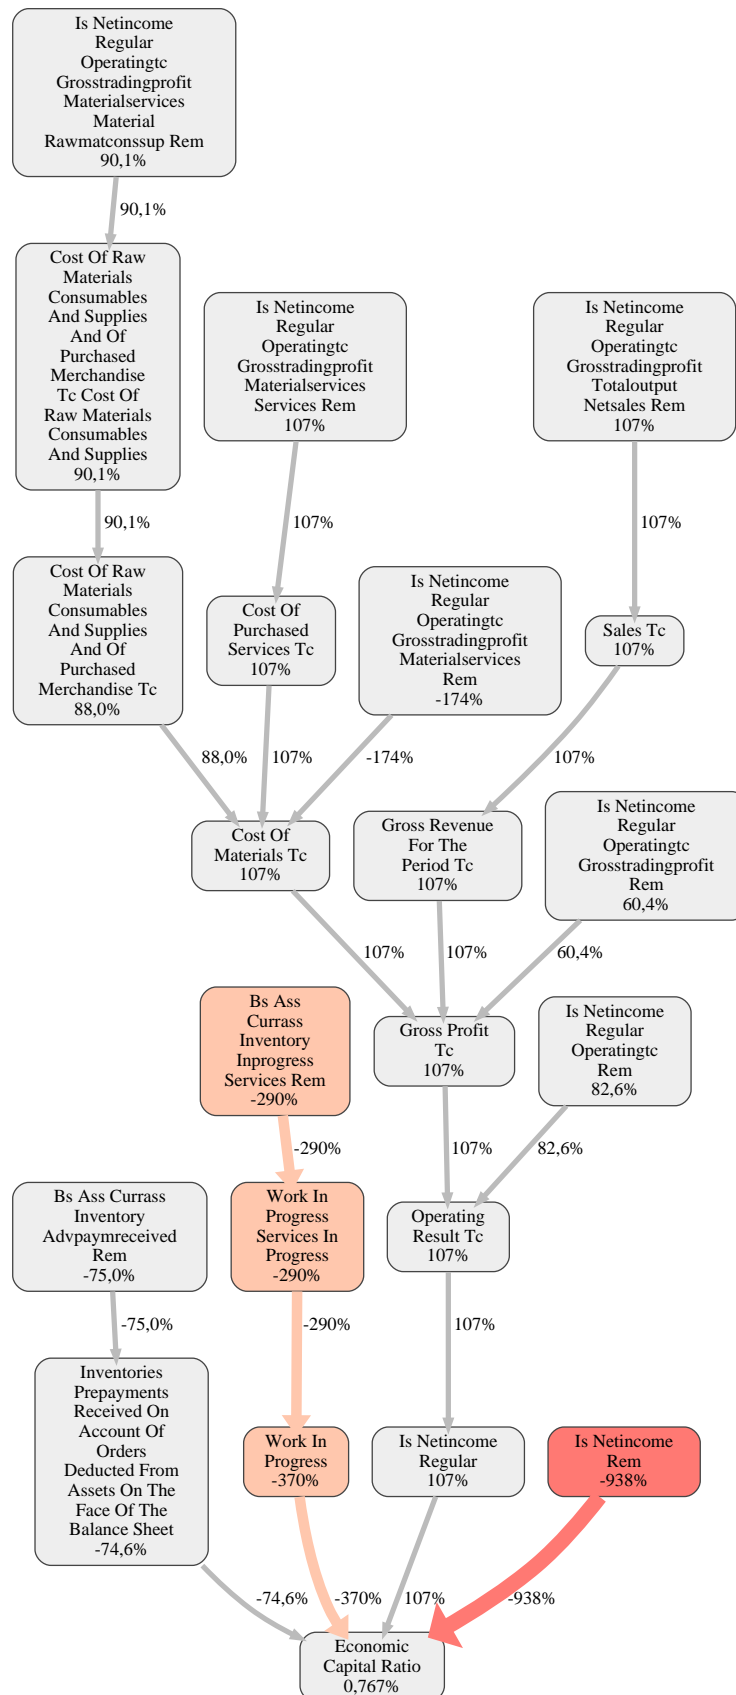 Is Netincome
Regular
Operatingtc
Grosstradingprofit
Materialservices
Material
Rawmatconssup Rem
90,1%
90,1%
Cost Of Raw
Materials
Consumables
And Supplies
And Of
Purchased
Merchandise
Tc Cost Of
Raw Materials
Consumables
And Supplies
90,1%
Is Netincome
Regular
Operatingtc
Grosstradingprofit
Materialservices
Services Rem
107%
Is Netincome
Regular
Operatingtc
Grosstradingprofit
Totaloutput
Netsales Rem
107%
90,1%
107%
107%
Cost Of Raw
Materials
Consumables
And Supplies
And Of
Purchased
Merchandise Tc
88,0%
Cost Of
Purchased
Services Tc
107%
Is Netincome
Regular
Operatingtc
Grosstradingprofit
Materialservices
Rem
-174%
Sales Tc
107%
88,0%
107%
-174%
107%
Cost Of
Materials Tc
107%
Gross Revenue
For The
Period Tc
107%
Is Netincome
Regular
Operatingtc
Grosstradingprofit
Rem
60,4%
107%
107%
60,4%
Bs Ass
Currass
Inventory
Inprogress
Services Rem
-290%
Gross Profit
Tc
107%
Is Netincome
Regular
Operatingtc
Rem
82,6%
-290%
107%
82,6%
Bs Ass Currass
Inventory
Advpaymreceived
Rem
-75,0%
Work In
Progress
Services In
Progress
-290%
Operating
Result Tc
107%
-75,0%
-290%
107%
Inventories
Prepayments
Received On
Account Of
Orders
Deducted From
Assets On The
Face Of The
Balance Sheet
-74,6%
Work In
Progress
-370%
Is Netincome
Regular
107%
Is Netincome
Rem
-938%
-74,6%
-370%
107%
-938%
Economic
Capital Ratio
0,767%